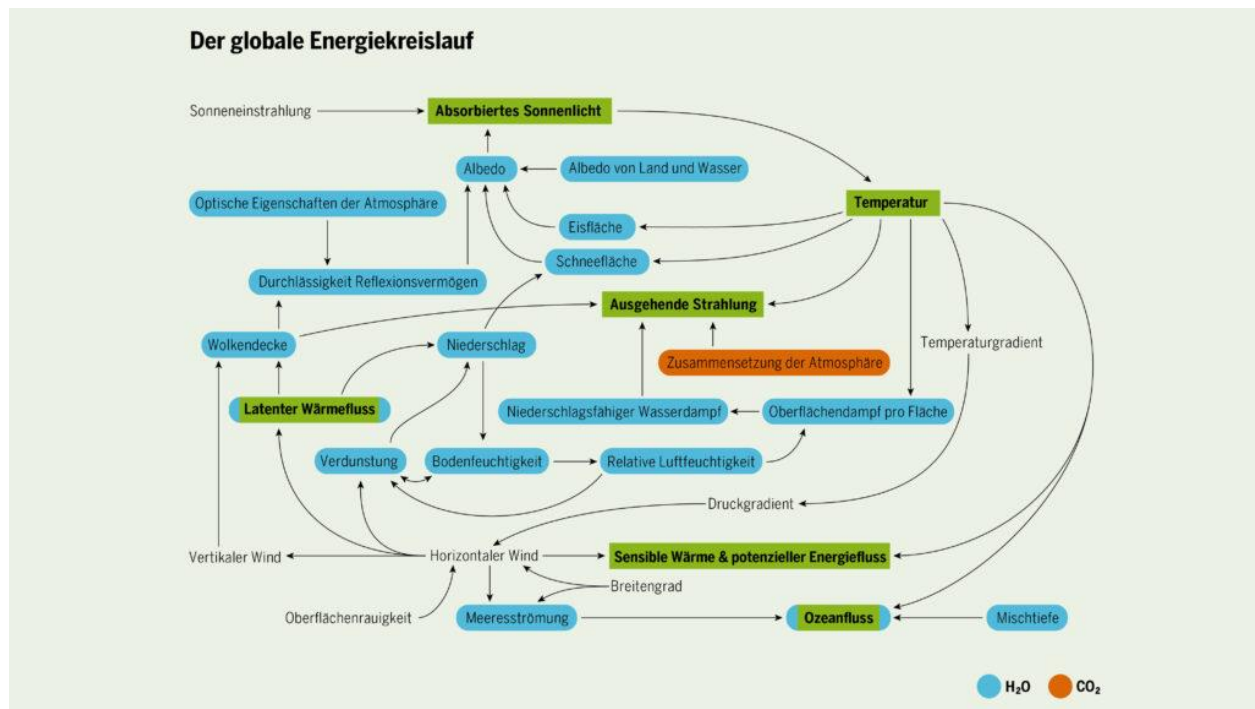 Der globale Energiekreislauf
Sonneneinstrahlung
Absorbiertes Sonnenlicht
Albedo
Albedo von Land und Wasser
Optische Eigenschaften der Atmosphäre
Temperatur
Eisfläche
Schneefläche
Durchlässigkeit Reflexionsvermögen
Ausgehende Strahlung
Wolkendecke
Niederschlag
Temperaturgradient
Zusammensetzung der Atmosphäre
Latenter Wärmefluss
Niederschlagsfähiger Wasserdampf
Oberflächendampf pro Fläche
Verdunstung
Bodenfeuchtigkeit
Relative Luftfeuchtigkeit
Druckgradient
Vertikaler Wind
Horizontaler Wind
Sensible Wärme & potenzieller Energiefluss
Breitengrad
Oberflächenrauigkeit
Meeresströmung
Ozeanfluss
Mischtiefe
H₂O
CO₂